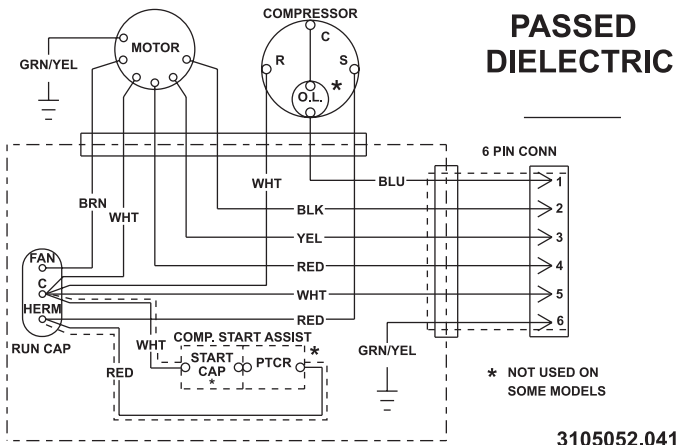 COMPRESSOR
PASSED
DIELECTRIC
MOTOR
C
R
S
GRN/YEL
O.L.
*
6 PIN CONN
WHT
BLU
1
BRN
WHT
BLK
2
YEL
3
FAN
RED
4
C
WHT
5
HERM
RED
6
RUN CAP
WHT
COMP. START ASSIST
*
GRN/YEL
START
CAP
*
PTCR
RED
* NOT USED ON
SOME MODELS
3105052.041